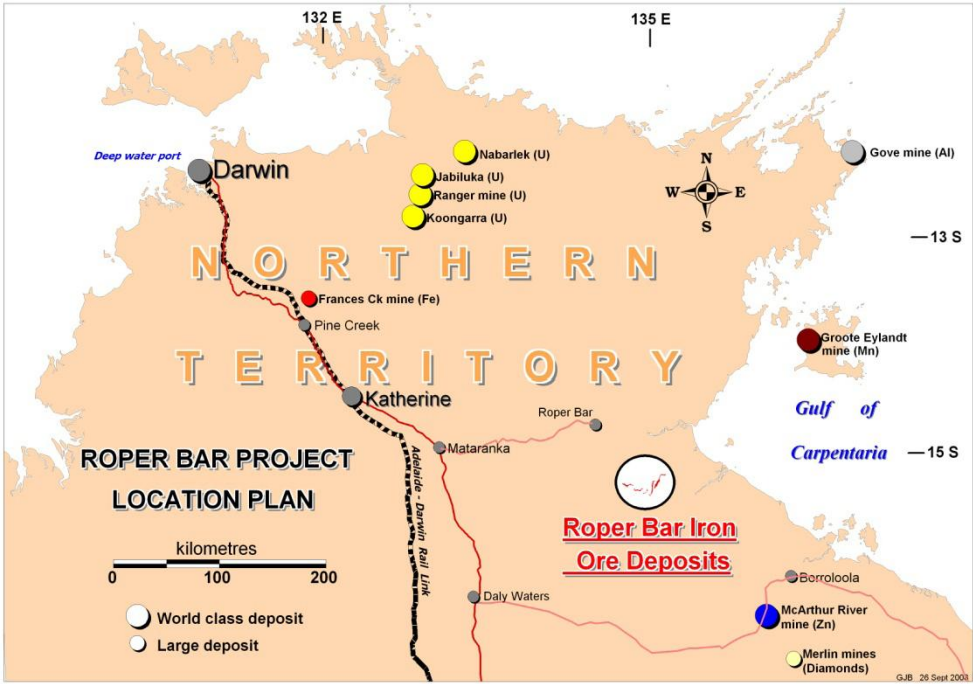 132 E
135 E
Deep water port
Darwin
Nabarlek (U)
Jabiluka (U)
Ranger mine (U)
Koongarra (U)
N
W
E
S
Gove mine (Al)
13 S
NORTHERN
Frances Ck mine (Fe)
Pine Creek
Groote Eylandt
mine (Mn)
TERRITORY
Katherine
Roper Bar
Gulf of
Carpentaria
Mataranka
15 S
ROPER BAR PROJECT
LOCATION PLAN
Adelaide - Darwin Rail Link
Roper Bar Iron
Ore Deposits
kilometres
0 100 200
Daly Waters
Borroloola
World class deposit
Large deposit
McArthur River
mine (Zn)
Merlin mines
(Diamonds)
GJB 26 Sept 2003